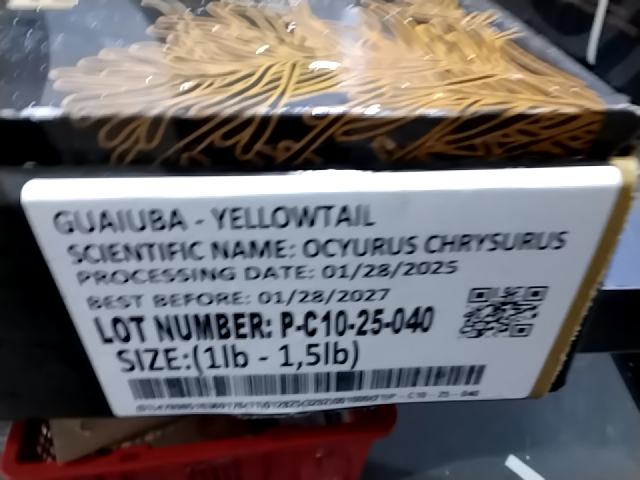 GUAIUBA - YELLOWTAIL
SCIENTIFIC NAME: OCYURUS CHRYSURUS
PROCESSING DATE: 01/28/2025
BEST BEFORE: 01/28/2027
LOT NUMBER: P-C10-25-040
SIZE:(1lb - 1,5lb)